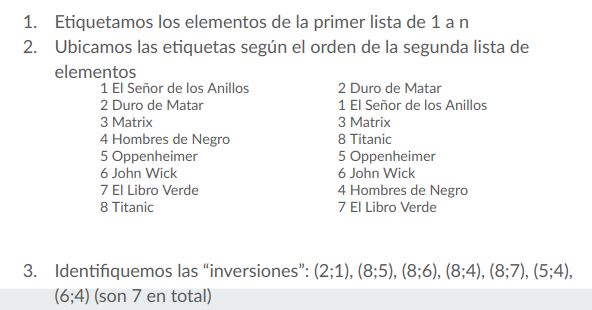 1. Etiquetamos los elementos de la primer lista de 1 a n
2. Ubicamos las etiquetas según el orden de la segunda lista de
elementos
1 El Señor de los Anillos
2 Duro de Matar
3 Matrix
4 Hombres de Negro
5 Oppenheimer
6 John Wick
7 El Libro Verde
8 Titanic
2 Duro de Matar
1 El Señor de los Anillos
3 Matrix
8 Titanic
5 Oppenheimer
6 John Wick
4 Hombres de Negro
7 El Libro Verde
3. Identifiquemos las “inversiones”: (2;1), (8;5), (8;6), (8;4), (8;7), (5;4),
(6;4) (son 7 en total)